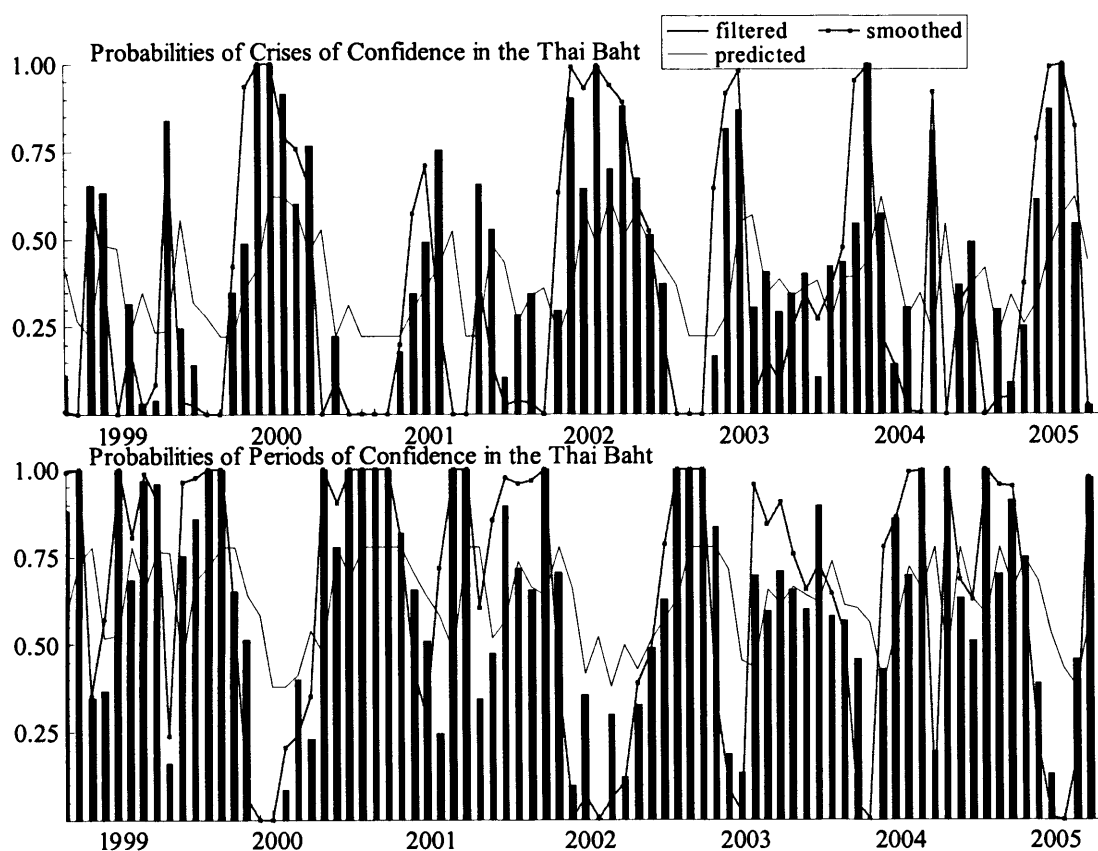 filtered smoothed
predicted
Probabilities of Crises of Confidence in the Thai Baht
1.00
0.75
0.50
0.25
1999 2000 2001 2002 2003 2004 2005
Probabilities of Periods of Confidence in the Thai Baht
1.00
0.75
0.50
0.25
1999 2000 2001 2002 2003 2004 2005